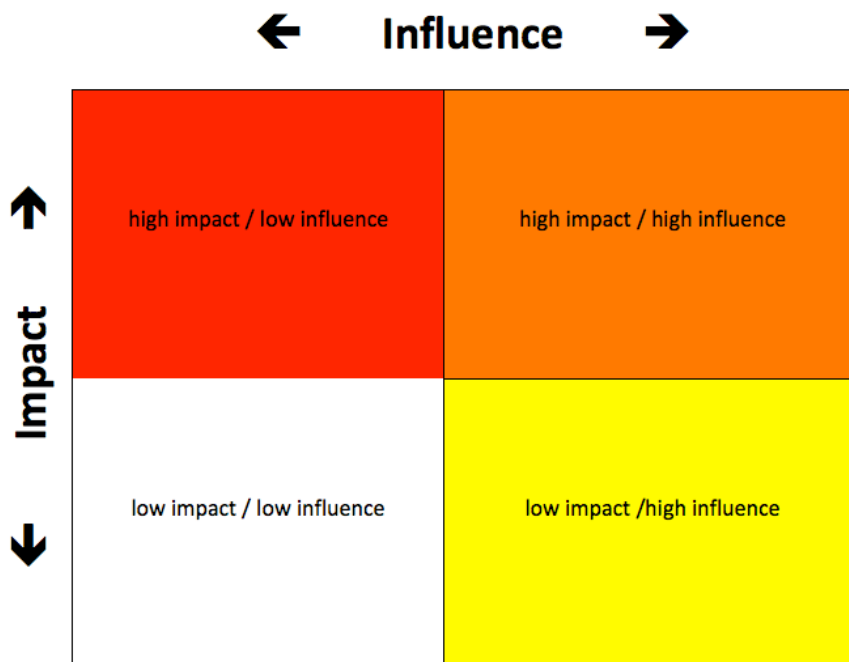 Influence
high impact / low influence
high impact / high influence
Impact
low impact / low influence
low impact /high influence